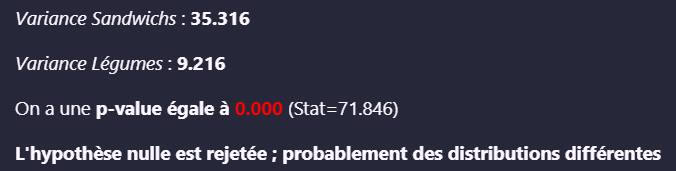 Variance Sandwichs : 35.316
Variance Légumes : 9.216
On a une p-value égale à 0.000 (Stat=71.846)
L'hypothèse nulle est rejetée ; probablement des distributions différentes